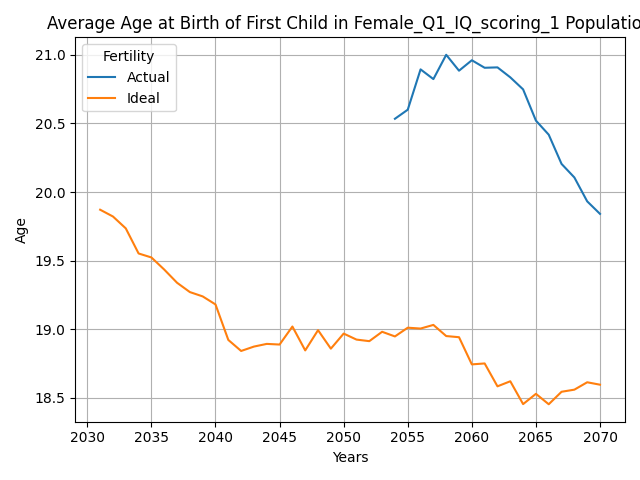 Average Age at Birth of First Child in Female_Q1_IQ_scoring_1 Populatio
Fertility
Actual
Ideal
21.0
20.5
20.0
19.5
19.0
18.5
Age
2030 2035 2040 2045 2050 2055 2060 2065 2070
Years